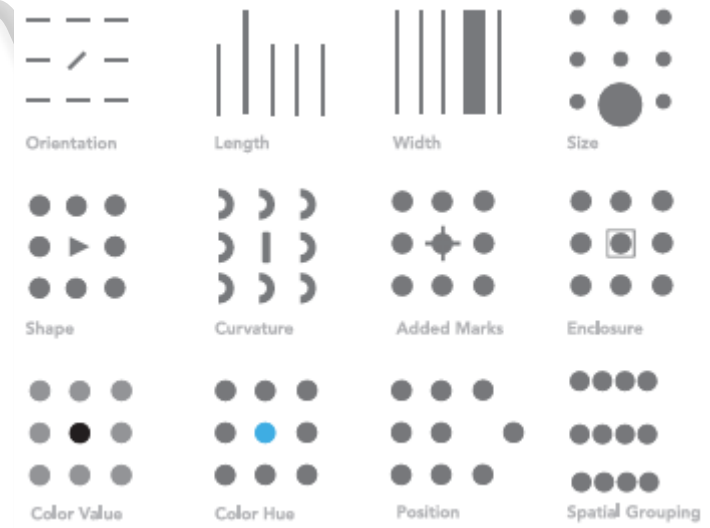 Orientation
Length
Width
Size
Shape
Curvature
Added Marks
Enclosure
Color Value
Color Hue
Position
Spatial Grouping